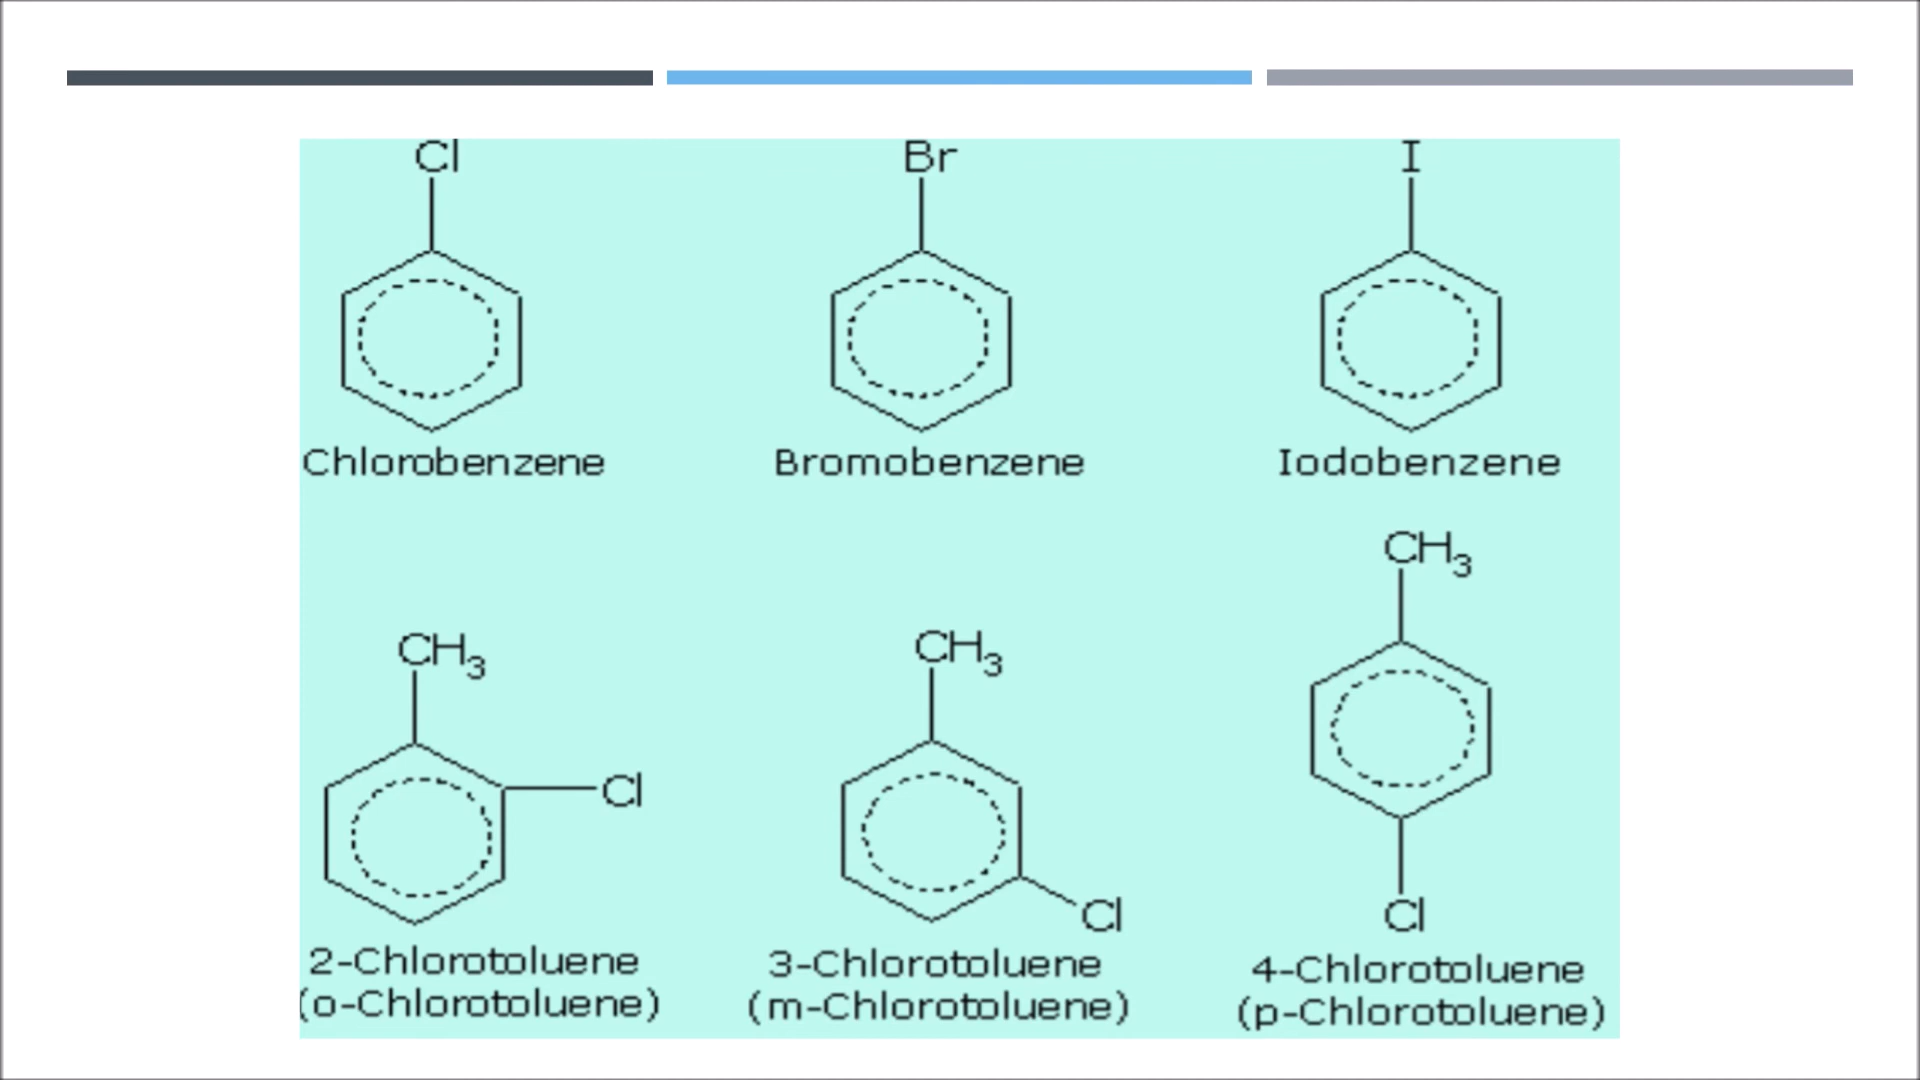 Cl
Br
I
Chlorobenzene
Bromobenzene
Iodobenzene
CH3
Cl
2-Chlorotoluene
(o-Chlorotoluene)
CH3
Cl
3-Chlorotoluene
(m-Chlorotoluene)
CH3
Cl
4-Chlorotoluene
(p-Chlorotoluene)